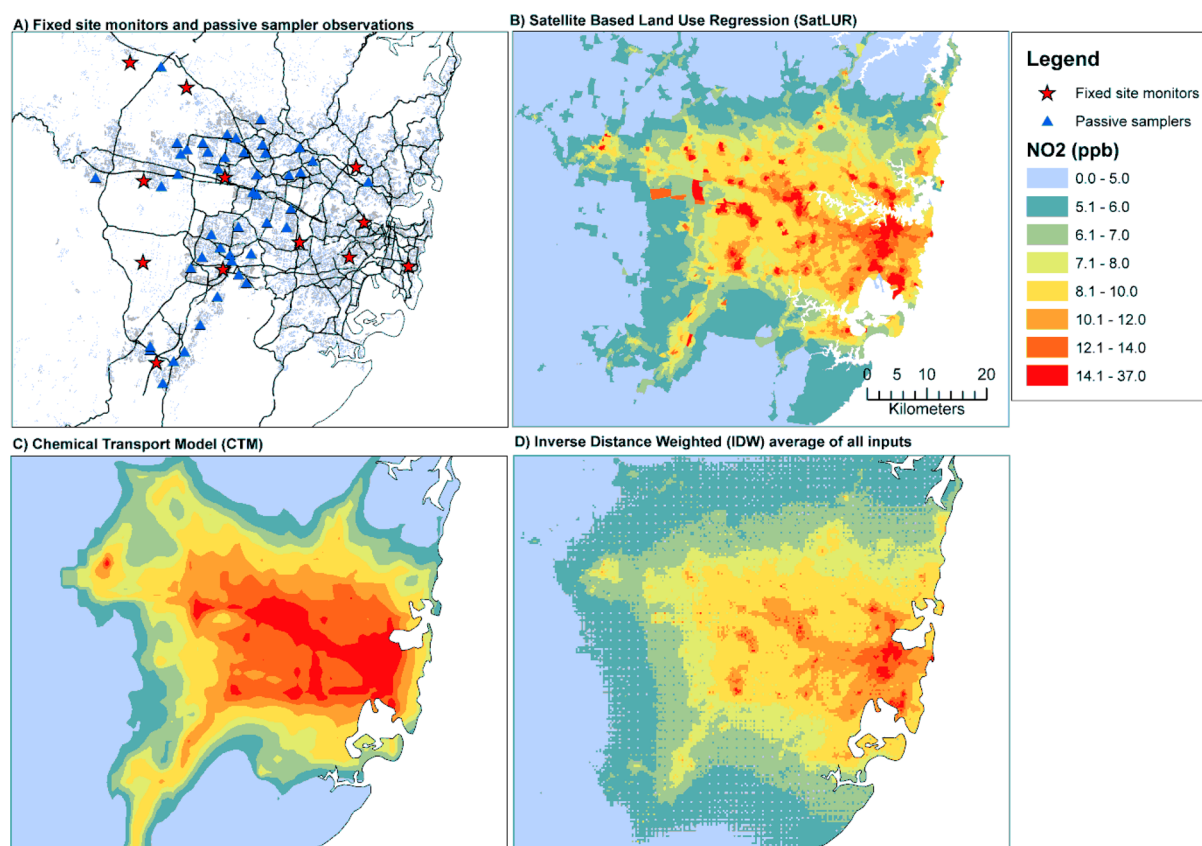 A) Fixed site monitors and passive sampler observations
B) Satellite Based Land Use Regression (SatLUR)
Legend
Fixed site monitors
Passive samplers
NO2 (ppb)
0.0 - 5.0
5.1 - 6.0
6.1 - 7.0
7.1 - 8.0
8.1 - 10.0
10.1 - 12.0
12.1 - 14.0
14.1 - 37.0
0 5 10 20
Kilometers
C) Chemical Transport Model (CTM)
D) Inverse Distance Weighted (IDW) average of all inputs